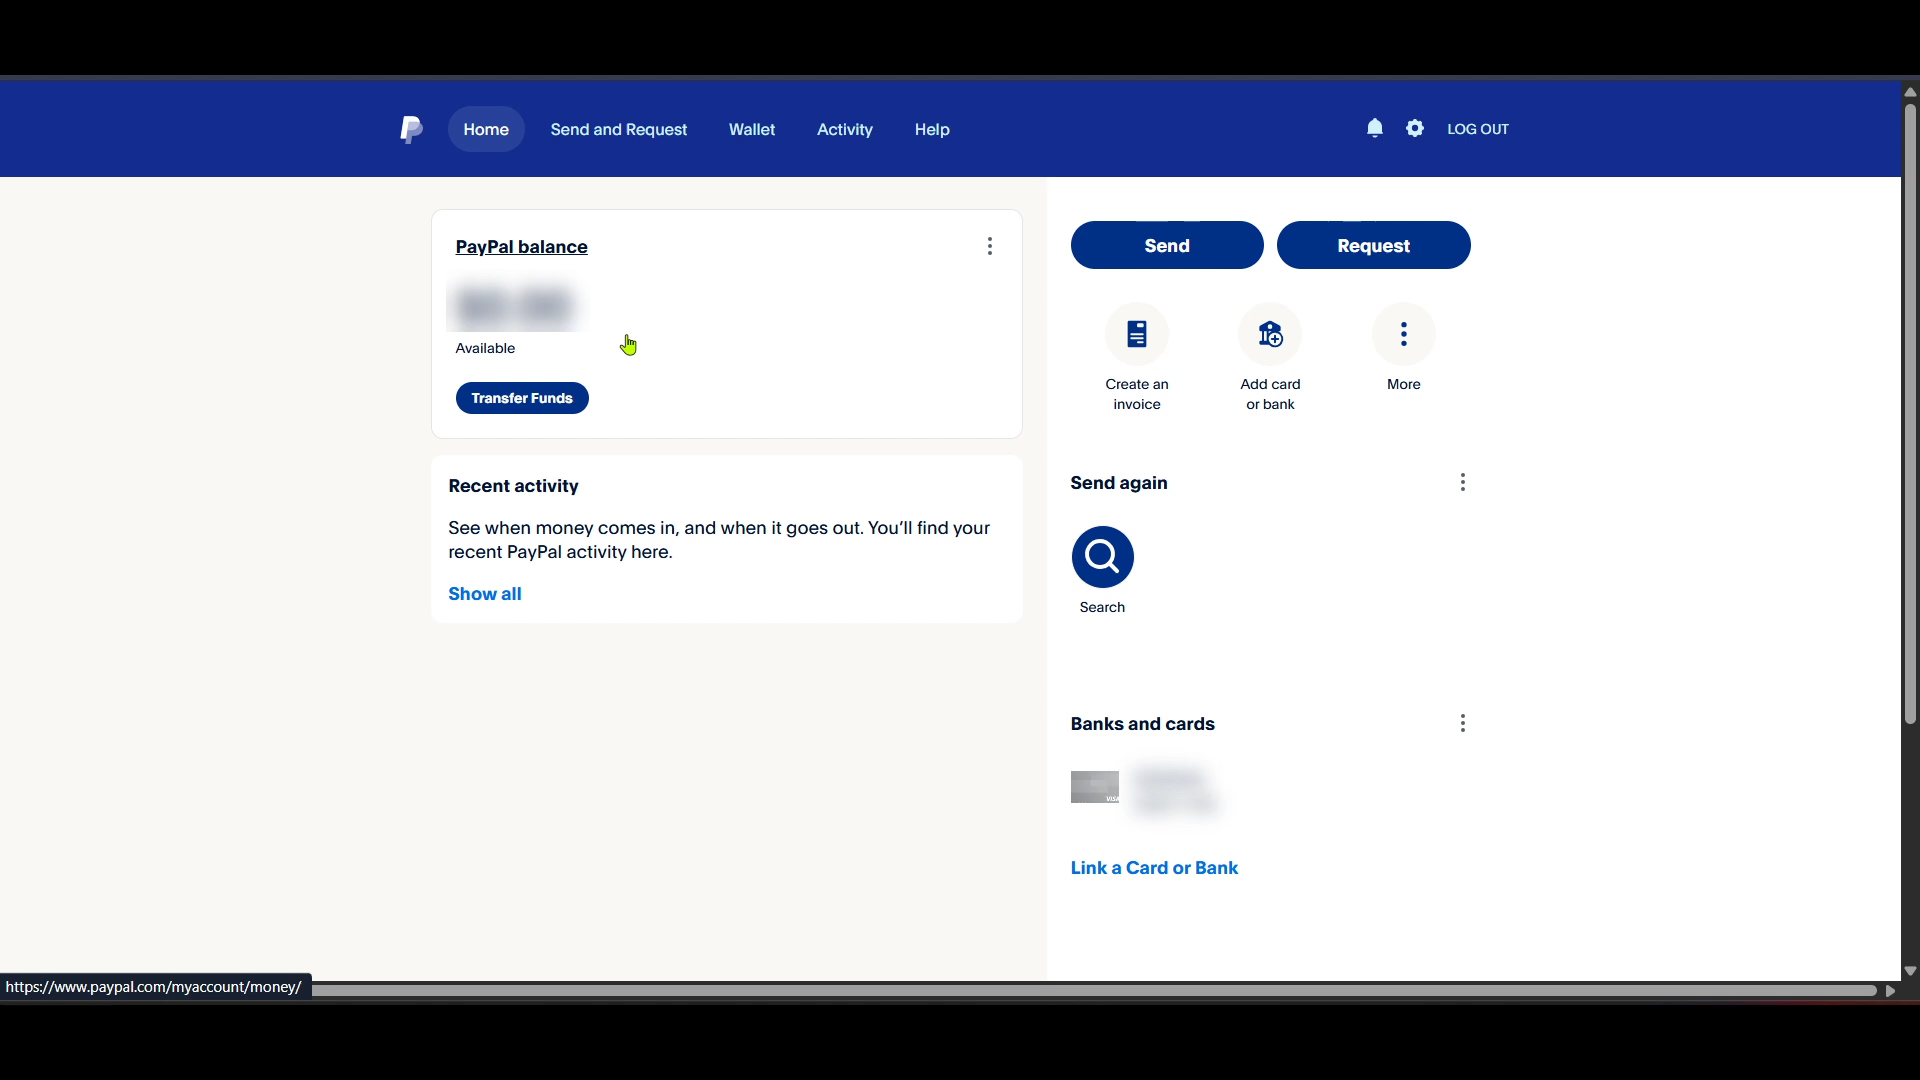 Home
Send and Request
Wallet
Activity
Help
LOG OUT
PayPal balance
Available
Transfer Funds
Recent activity
See when money comes in, and when it goes out. You'll find your
recent PayPal activity here.
Show all
Send
Request
Create an
invoice
Add card
or bank
More
Send again
Search
Banks and cards
VISA
Link a Card or Bank
https://www.paypal.com/myaccount/money/